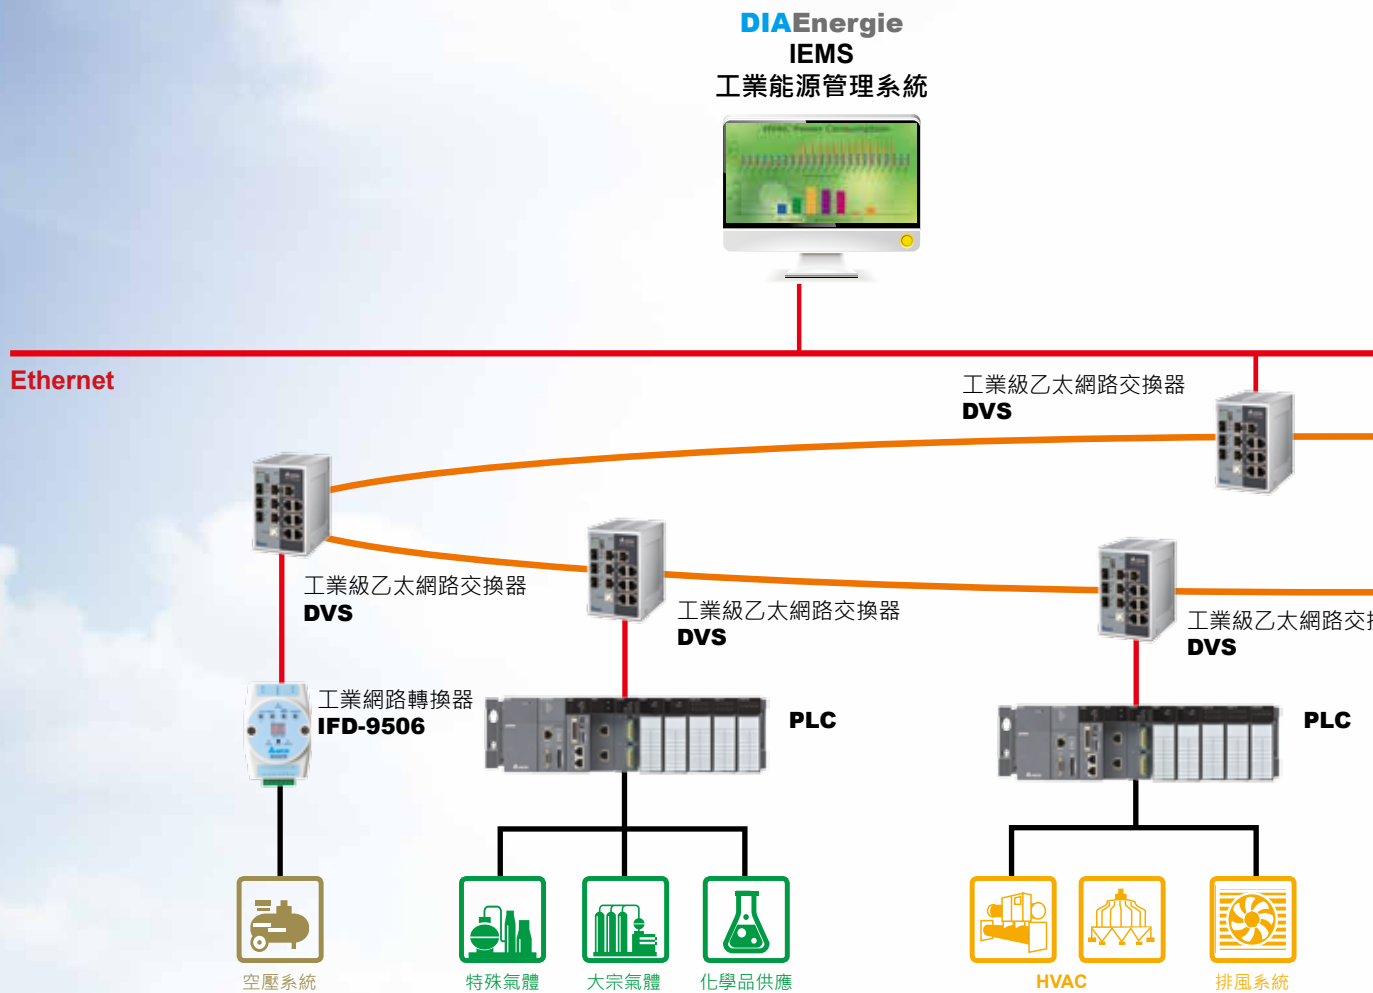 DIAEnergie
IEMS
工業能源管理系統
HVAC Power Consumption
Ethernet
工業級乙太網路交換器
DVS
工業級乙太網路交換器
DVS
工業級乙太網路交換器
DVS
工業級乙太網路交
DVS
工業網路轉換器
IFD-9506
PLC
PLC
空壓系統
特殊氣體
大宗氣體
化學品供應
HVAC
排風系統